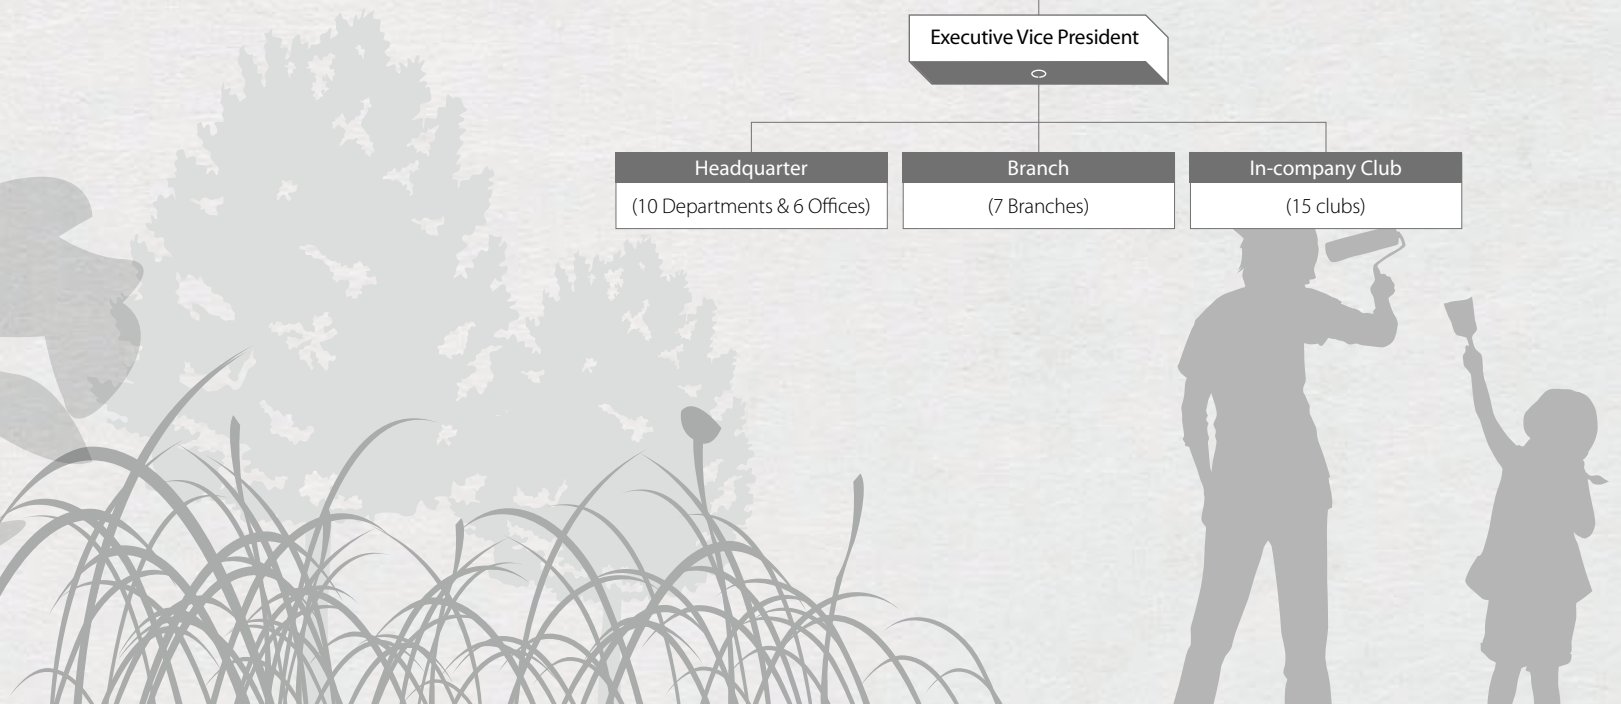 Executive Vice President
Headquarter
(10 Departments & 6 Offices)
Branch
(7 Branches)
In-company Club
(15 clubs)